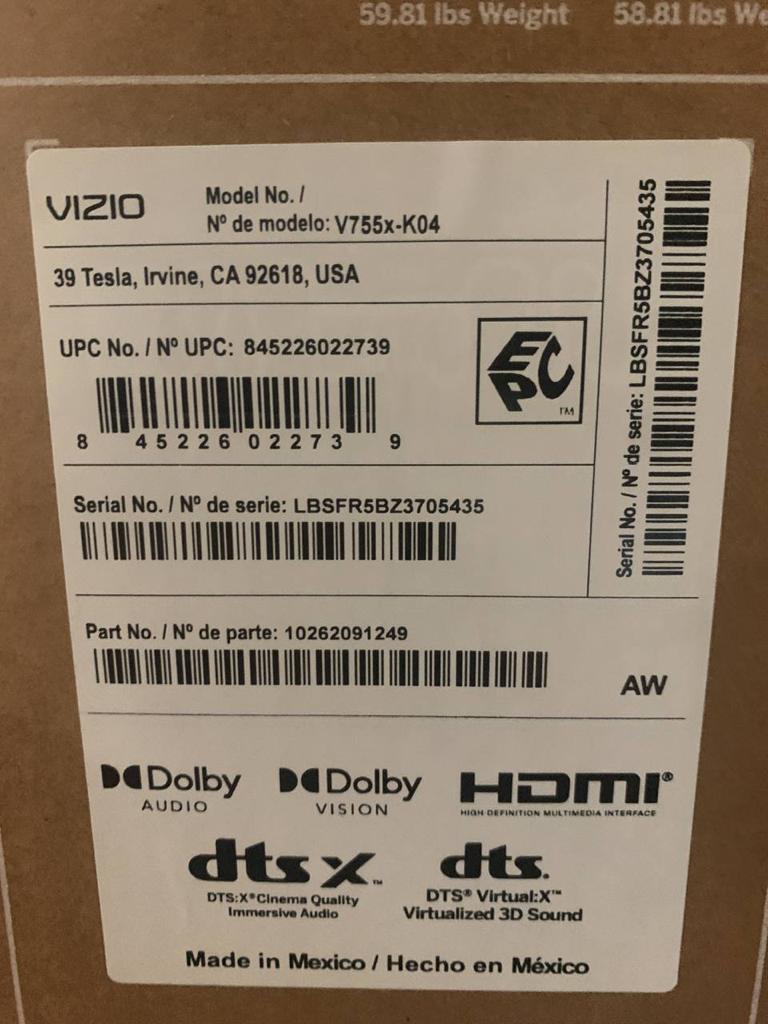 59.81 lbs Weight
58.81 lbs We
VIZIO
Model No. /
Nº de modelo: V755x-K04
39 Tesla, Irvine, CA 92618, USA
UPC No. / Nº UPC: 845226022739
EPC
TM
8 45226 02273 9
Serial No. / Nº de serie: LBSFR5BZ3705435
Serial No. / Nº de serie: LBSFR5BZ3705435
Part No. / Nº de parte: 10262091249
AW
Dolby
AUDIO
Dolby
VISION
HDMI®
HIGH-DEFINITION MULTIMEDIA INTERFACE
dts X™
DTS:X® Cinema Quality
Immersive Audio
dts.
DTS® Virtual:X™
Virtualized 3D Sound
Made in Mexico / Hecho en México